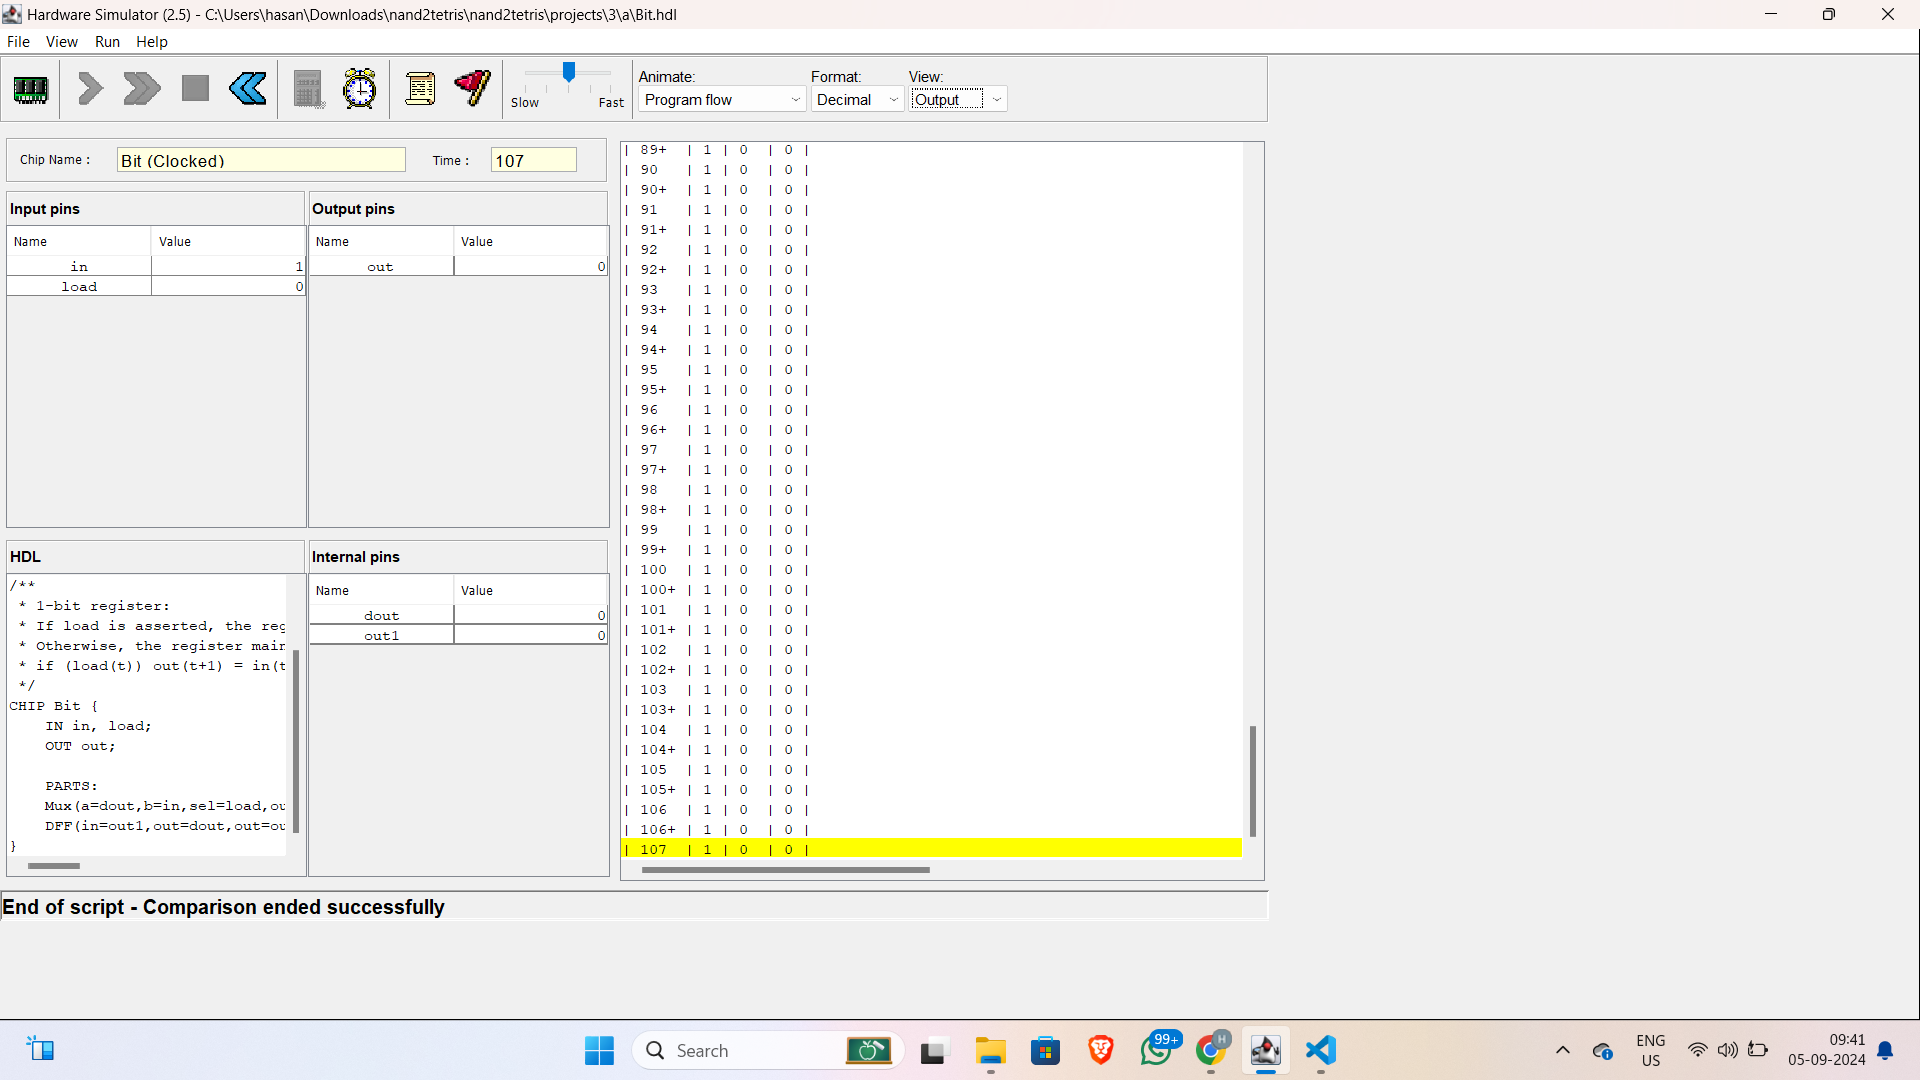 Hardware Simulator (2.5) - C:\Users\hasan\Downloads\nand2tetris\nand2tetris\projects\3\a\Bit.hdl
File View Run Help
Slow Fast
Animate: Format: View:
Program flow Decimal Output
Chip Name : Bit (Clocked) Time : 107
Input pins
Name Value
in 1
load 0
Output pins
Name Value
out 0
HDL
/**
* 1-bit register:
* If load is asserted, the reg
* Otherwise, the register main
* if (load(t)) out(t+1) = in(t
*/
CHIP Bit {
IN in, load;
OUT out;
PARTS:
Mux(a=dout,b=in,sel=load,ou
DFF(in=out1,out=dout,out=ou
}
Internal pins
Name Value
dout 0
out1 0
| 89+ | 1 | 0 | 0 |
| 90 | 1 | 0 | 0 |
| 90+ | 1 | 0 | 0 |
| 91 | 1 | 0 | 0 |
| 91+ | 1 | 0 | 0 |
| 92 | 1 | 0 | 0 |
| 92+ | 1 | 0 | 0 |
| 93 | 1 | 0 | 0 |
| 93+ | 1 | 0 | 0 |
| 94 | 1 | 0 | 0 |
| 94+ | 1 | 0 | 0 |
| 95 | 1 | 0 | 0 |
| 95+ | 1 | 0 | 0 |
| 96 | 1 | 0 | 0 |
| 96+ | 1 | 0 | 0 |
| 97 | 1 | 0 | 0 |
| 97+ | 1 | 0 | 0 |
| 98 | 1 | 0 | 0 |
| 98+ | 1 | 0 | 0 |
| 99 | 1 | 0 | 0 |
| 99+ | 1 | 0 | 0 |
| 100 | 1 | 0 | 0 |
| 100+ | 1 | 0 | 0 |
| 101 | 1 | 0 | 0 |
| 101+ | 1 | 0 | 0 |
| 102 | 1 | 0 | 0 |
| 102+ | 1 | 0 | 0 |
| 103 | 1 | 0 | 0 |
| 103+ | 1 | 0 | 0 |
| 104 | 1 | 0 | 0 |
| 104+ | 1 | 0 | 0 |
| 105 | 1 | 0 | 0 |
| 105+ | 1 | 0 | 0 |
| 106 | 1 | 0 | 0 |
| 106+ | 1 | 0 | 0 |
| 107 | 1 | 0 | 0 |
End of script - Comparison ended successfully
Search
99+
H
ENG
US
09:41
05-09-2024